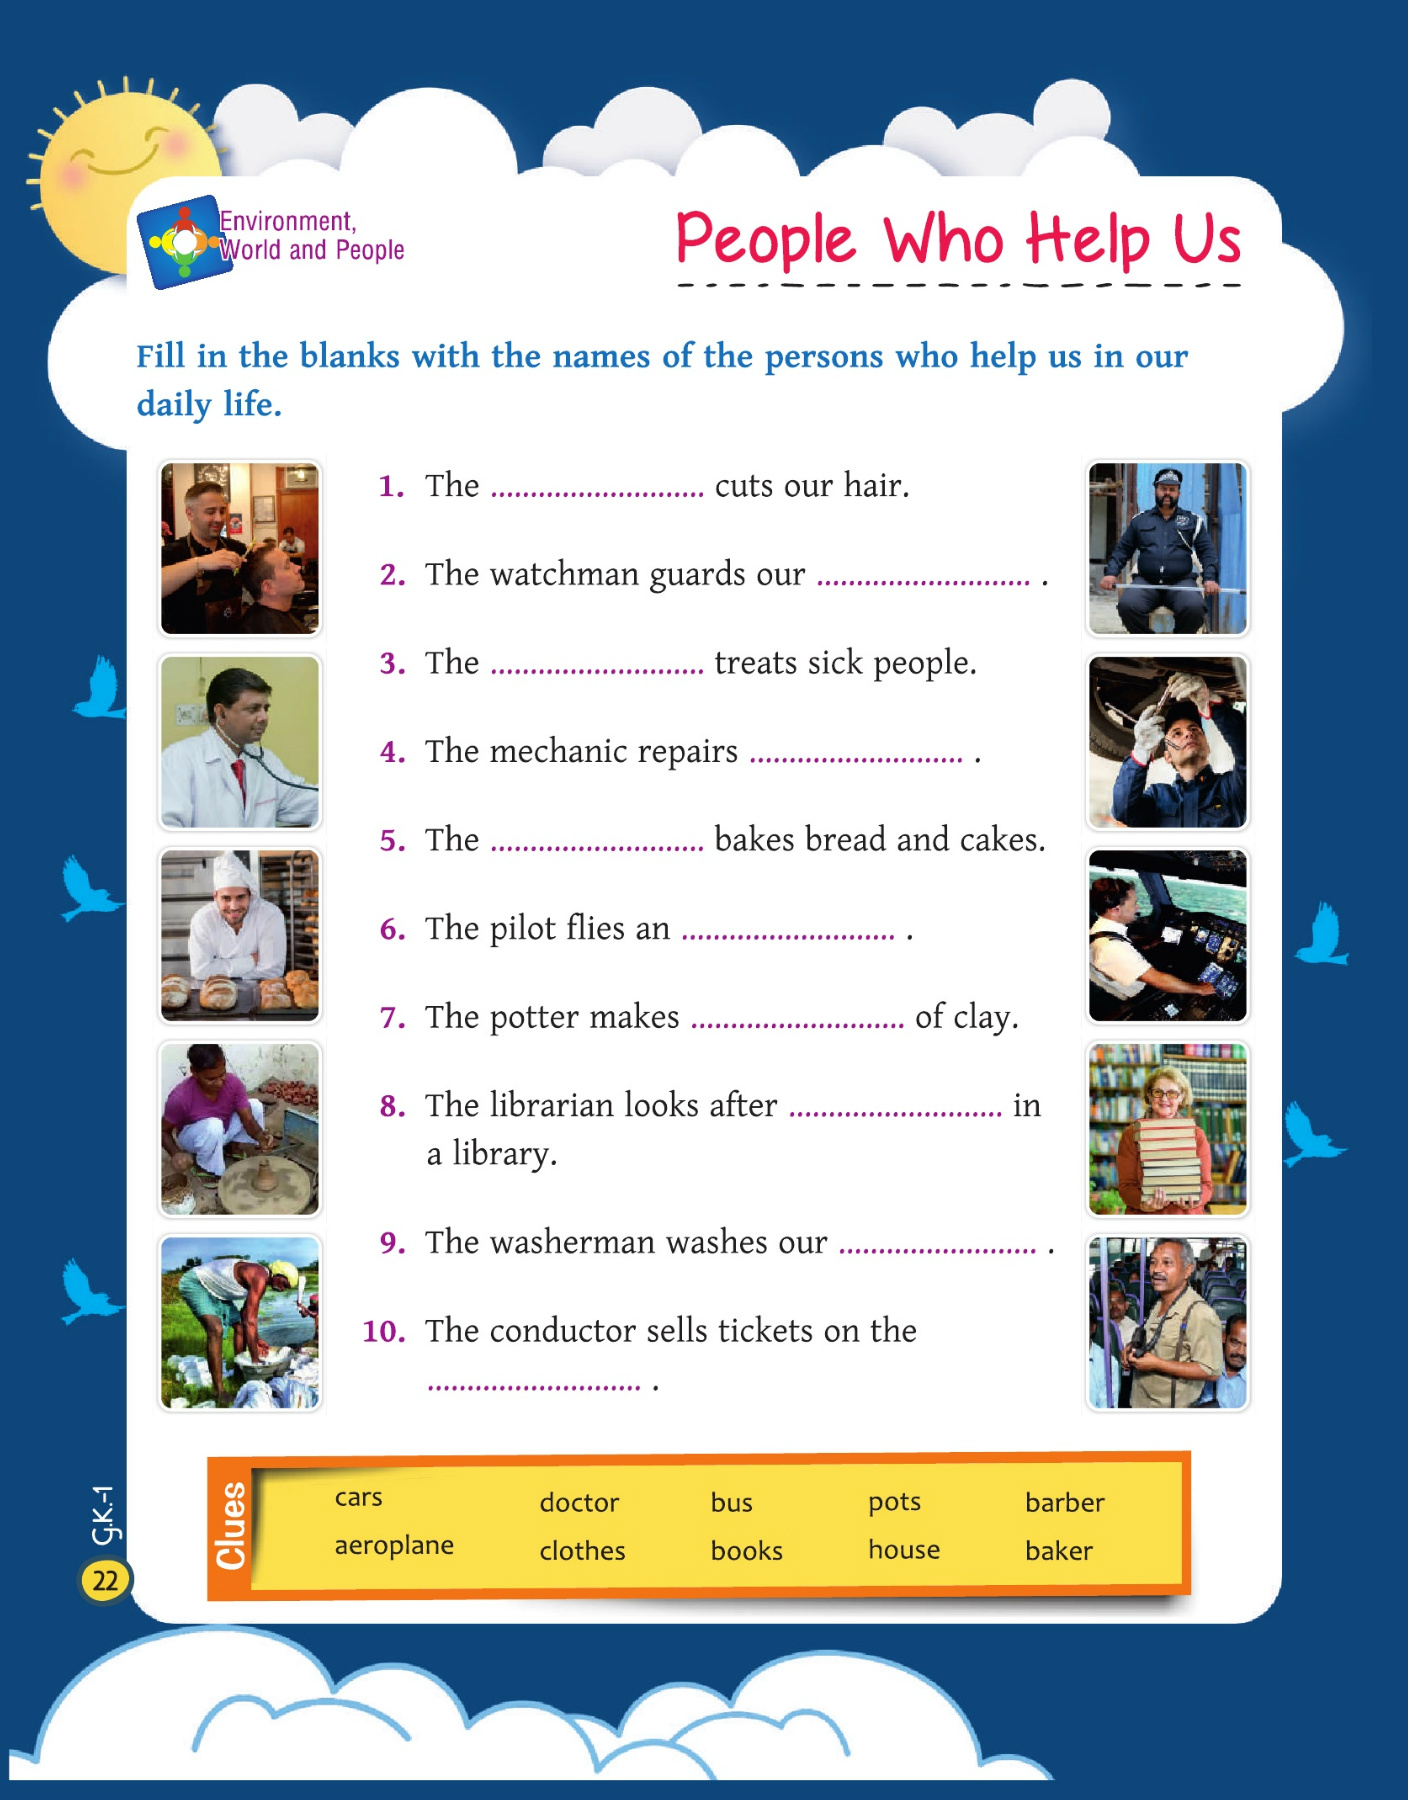 Environment,
World and People
People Who Help Us
Fill in the blanks with the names of the persons who help us in our
daily life.
1. The ........................... cuts our hair.
2. The watchman guards our ........................... .
3. The ........................... treats sick people.
4. The mechanic repairs ........................... .
5. The ........................... bakes bread and cakes.
6. The pilot flies an ........................... .
7. The potter makes ........................... of clay.
8. The librarian looks after ........................... in
a library.
9. The washerman washes our ......................... .
10. The conductor sells tickets on the
........................... .
Clues
cars doctor bus pots barber
aeroplane clothes books house baker
G.K.-1
22